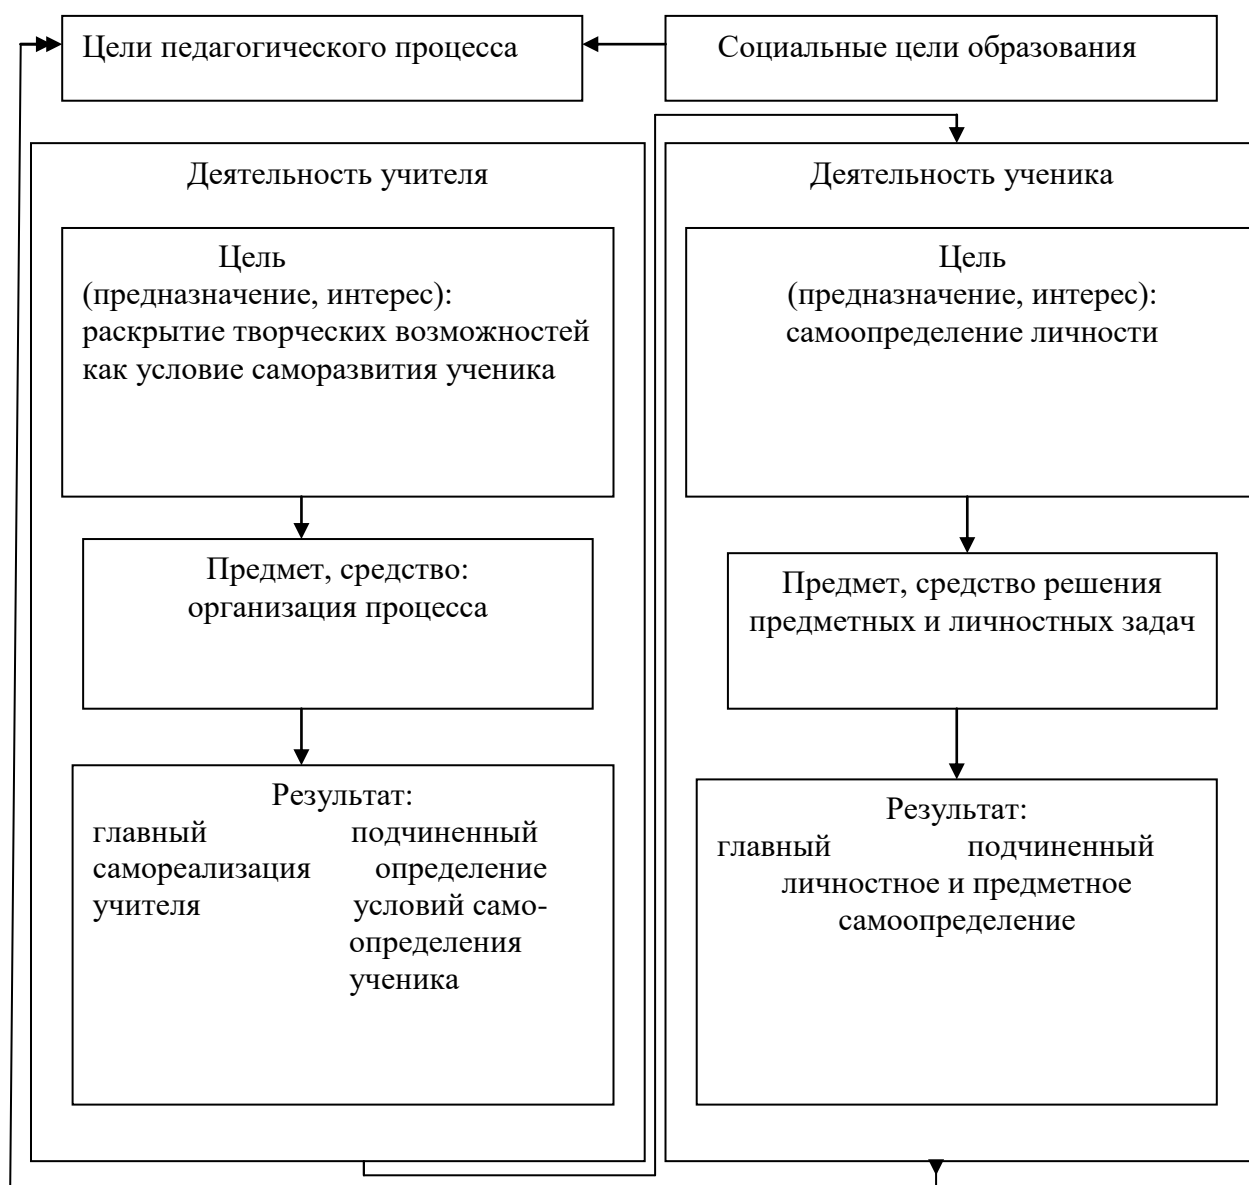 Цели педагогического процесса
Социальные цели образования
Деятельность учителя
Цель
(предназначение, интерес):
раскрытие творческих возможностей
как условие саморазвития ученика
Предмет, средство:
организация процесса
Результат:
главный подчиненный
самореализация определение
учителя условий само-
определения
ученика
Деятельность ученика
Цель
(предназначение, интерес):
самоопределение личности
Предмет, средство решения
предметных и личностных задач
Результат:
главный подчиненный
личностное и предметное
самоопределение